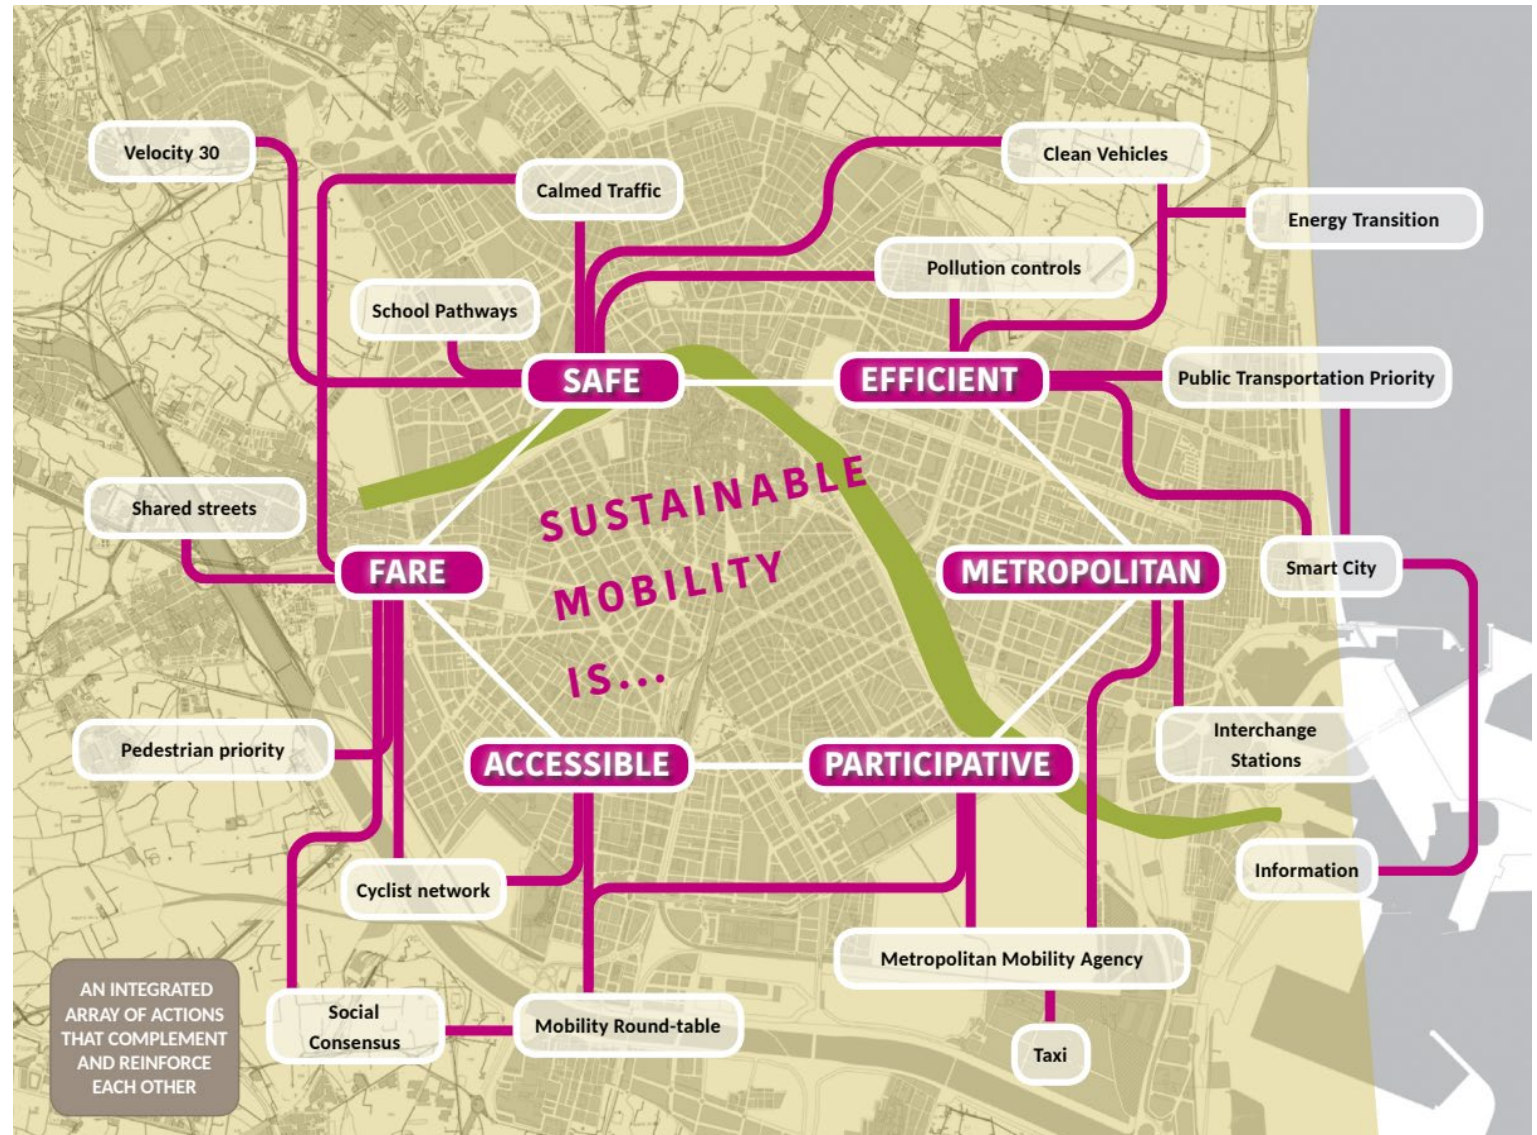 Velocity 30
Clean Vehicles
Calmed Traffic
Energy Transition
Pollution controls
School Pathways
SAFE
EFFICIENT
Public Transportation Priority
SUSTAINABLE
MOBILITY
IS...
Shared streets
FARE
METROPOLITAN
Smart City
Pedestrian priority
ACCESSIBLE
PARTICIPATIVE
Interchange
Stations
Cyclist network
Information
Metropolitan Mobility Agency
AN INTEGRATED
ARRAY OF ACTIONS
THAT COMPLEMENT
AND REINFORCE
EACH OTHER
Social
Consensus
Mobility Round-table
Taxi